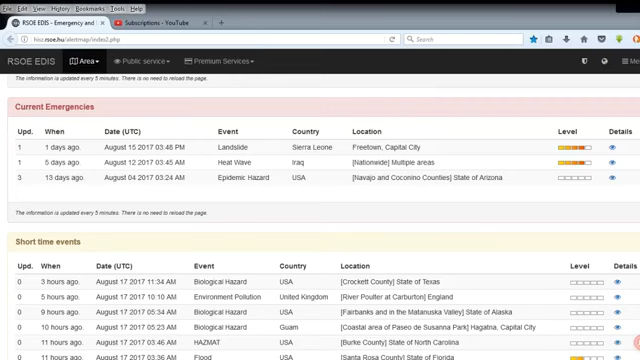 File Edit View History Bookmarks Tools Help
RSOE EDIS - Emergency and
Subscriptions - YouTube
hisz.rsoe.hu/alertmap/index2.php
Search
RSOE EDIS Area Public service Premium Services Me
The information is updated every 5 minutes. There is no need to reload the page.
Current Emergencies
Upd. When Date (UTC) Event Country Location Level Details
1 1 days ago. August 15 2017 03:48 PM Landslide Sierra Leone Freetown, Capital City
1 5 days ago. August 12 2017 03:45 AM Heat Wave Iraq [Nationwide] Multiple areas
3 13 days ago. August 04 2017 03:24 AM Epidemic Hazard USA [Navajo and Coconino Counties] State of Arizona
The information is updated every 5 minutes. There is no need to reload the page.
Short time events
Upd. When Date (UTC) Event Country Location Level Details
0 3 hours ago. August 17 2017 11:34 AM Biological Hazard USA [Crockett County] State of Texas
0 5 hours ago. August 17 2017 10:10 AM Environment Pollution United Kingdom [River Poulter at Carburton] England
0 9 hours ago. August 17 2017 05:34 AM Biological Hazard USA [Fairbanks and in the Matanuska Valley] State of Alaska
0 10 hours ago. August 17 2017 05:23 AM Biological Hazard Guam [Coastal area of Paseo de Susanna Park] Hagatna, Capital City
0 11 hours ago. August 17 2017 03:46 AM HAZMAT USA [Burke County] State of North Carolina
0 11 hours ago. August 17 2017 03:36 AM Flood USA [Santa Rosa County] State of Florida